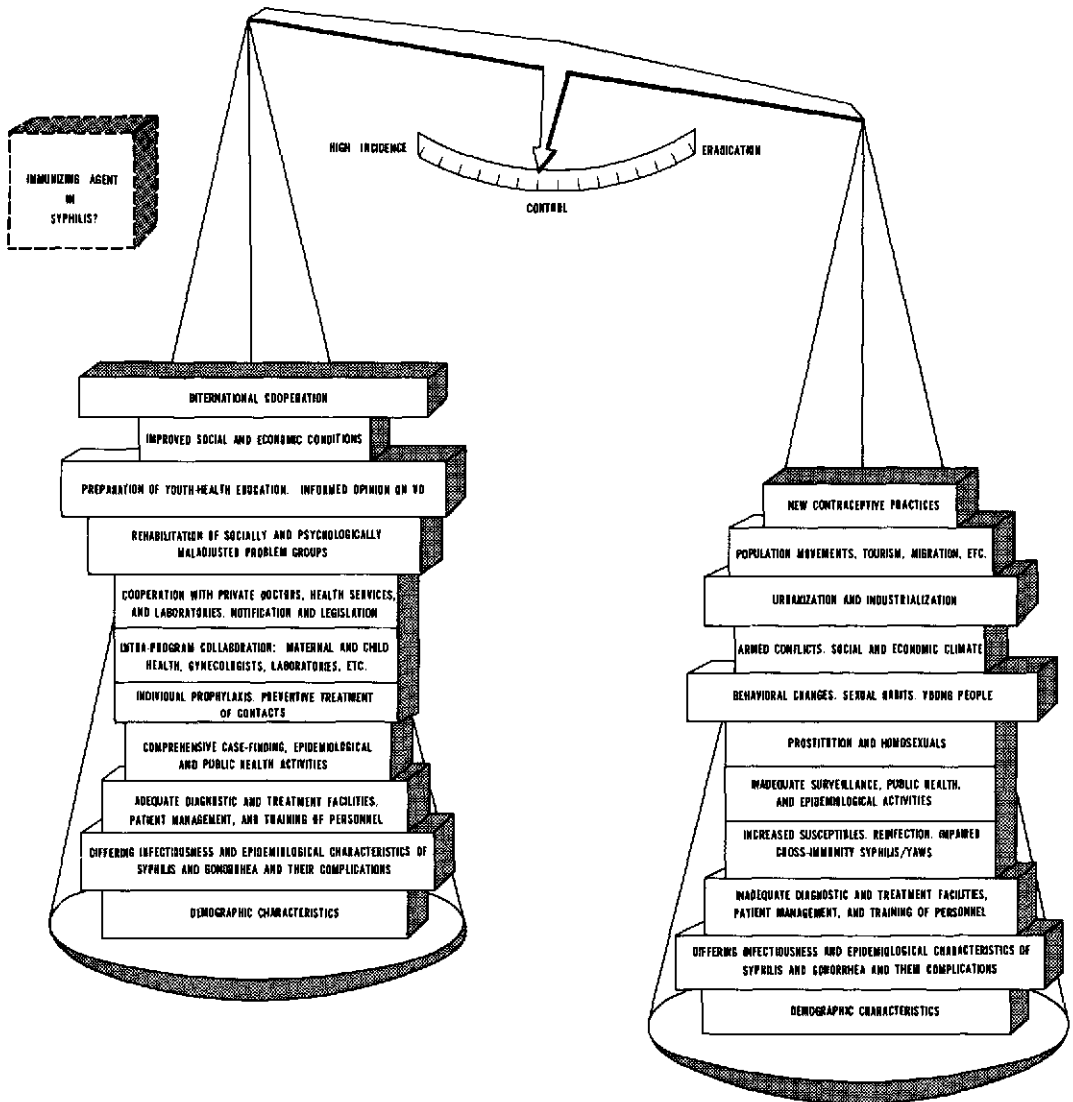 HIGH INCIDENCE
ERADICATION
CONTROL
IMMUNIZING AGENT
IN
SYPHILIS?
INTERNATIONAL COOPERATION
IMPROVED SOCIAL AND ECONOMIC CONDITIONS
PREPARATION OF YOUTH-HEALTH EDUCATION. INFORMED OPINION ON VD
REHABILITATION OF SOCIALLY AND PSYCHOLOGICALLY
MALADJUSTED PROBLEM GROUPS
COOPERATION WITH PRIVATE DOCTORS, HEALTH SERVICES,
AND LABORATORIES. NOTIFICATION AND LEGISLATION
INTRA-PROGRAM COLLABORATION: MATERNAL AND CHILD
HEALTH, GYNECOLOGISTS, LABORATORIES, ETC.
INDIVIDUAL PROPHYLAXIS. PREVENTIVE TREATMENT
OF CONTACTS
COMPREHENSIVE CASE-FINDING, EPIDEMIOLOGICAL
AND PUBLIC HEALTH ACTIVITIES
ADEQUATE DIAGNOSTIC AND TREATMENT FACILITIES,
PATIENT MANAGEMENT, AND TRAINING OF PERSONNEL
DIFFERING INFECTIOUSNESS AND EPIDEMIOLOGICAL CHARACTERISTICS OF
SYPHILIS AND GONORRHEA AND THEIR COMPLICATIONS
DEMOGRAPHIC CHARACTERISTICS
NEW CONTRACEPTIVE PRACTICES
POPULATION MOVEMENTS, TOURISM, MIGRATION, ETC.
URBANIZATION AND INDUSTRIALIZATION
ARMED CONFLICTS. SOCIAL AND ECONOMIC CLIMATE
BEHAVIORAL CHANGES. SEXUAL HABITS. YOUNG PEOPLE
PROSTITUTION AND HOMOSEXUALS
INADEQUATE SURVEILLANCE, PUBLIC HEALTH,
AND EPIDEMIOLOGICAL ACTIVITIES
INCREASED SUSCEPTIBLES. REINFECTION. IMPAIRED
CROSS-IMMUNITY SYPHILIS/YAWS
INADEQUATE DIAGNOSTIC AND TREATMENT FACILITIES,
PATIENT MANAGEMENT, AND TRAINING OF PERSONNEL
DIFFERING INFECTIOUSNESS AND EPIDEMIOLOGICAL CHARACTERISTICS OF
SYPHILIS AND GONORRHEA AND THEIR COMPLICATIONS
DEMOGRAPHIC CHARACTERISTICS